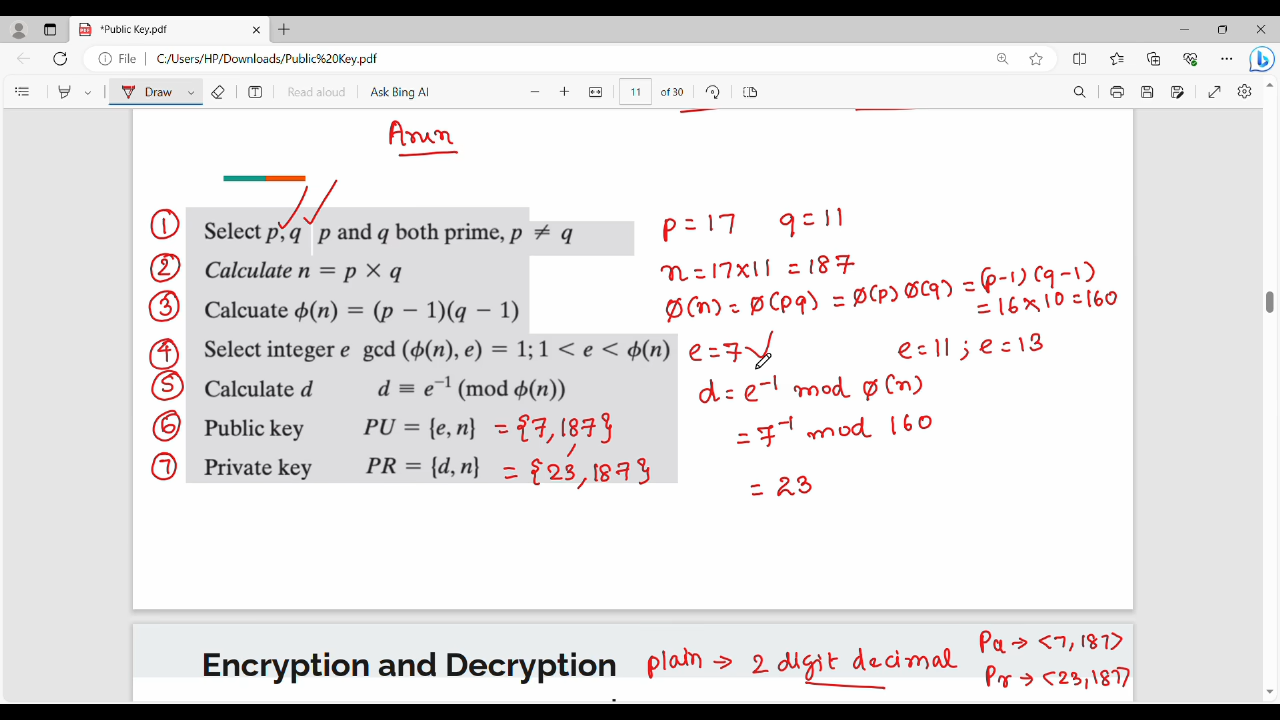 *Public Key.pdf
File C:/Users/HP/Downloads/Public%20Key.pdf
Draw Read aloud Ask Bing AI 11 of 30
Arun
① Select p, q p and q both prime, p ≠ q p = 17 q = 11
② Calculate n = p × q n = 17×11 = 187
③ Calcuate ϕ(n) = (p − 1)(q − 1) Ø(n) = Ø(pq) = Ø(p) Ø(q) = (p-1) (q-1)
= 16×10 = 160
④ Select integer e gcd (ϕ(n), e) = 1; 1 < e < ϕ(n) e = 7 ✓ e = 11 ; e = 13
⑤ Calculate d d ≡ e⁻¹ (mod ϕ(n)) d = e⁻¹ mod Ø(n)
⑥ Public key PU = {e, n} = {7, 187} = 7⁻¹ mod 160
⑦ Private key PR = {d, n} = {23, 187} = 23
Encryption and Decryption plain → 2 digit decimal
Pu → <7, 187>
Pr → <23, 187>